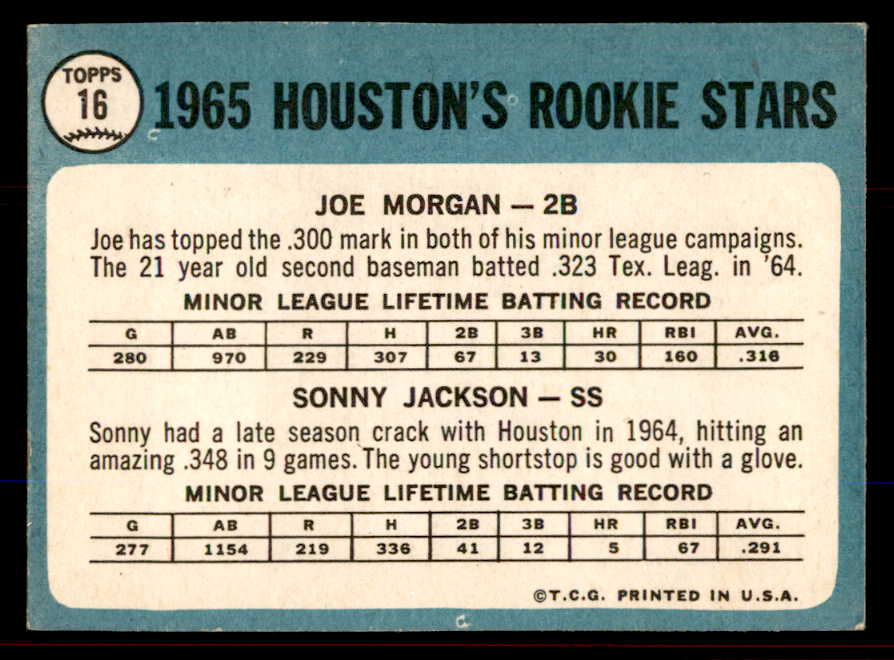 TOPPS
16
1965 HOUSTON'S ROOKIE STARS
JOE MORGAN — 2B
Joe has topped the .300 mark in both of his minor league campaigns.
The 21 year old second baseman batted .323 Tex. Leag. in '64.
MINOR LEAGUE LIFETIME BATTING RECORD
G AB R H 2B 3B HR RBI AVG.
280 970 229 307 67 13 30 160 .316
SONNY JACKSON — SS
Sonny had a late season crack with Houston in 1964, hitting an
amazing .348 in 9 games. The young shortstop is good with a glove.
MINOR LEAGUE LIFETIME BATTING RECORD
G AB R H 2B 3B HR RBI AVG.
277 1154 219 336 41 12 5 67 .291
©T.C.G. PRINTED IN U.S.A.